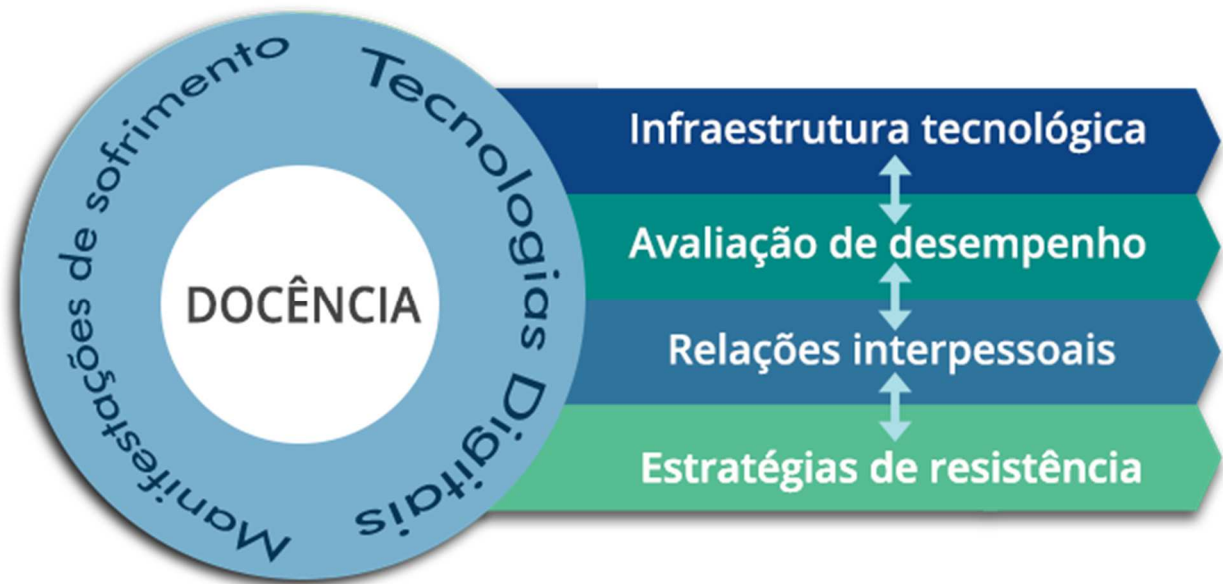 Manifestações de sofrimento
Tecnologias Digitais
DOCÊNCIA
Infraestrutura tecnológica
Avaliação de desempenho
Relações interpessoais
Estratégias de resistência